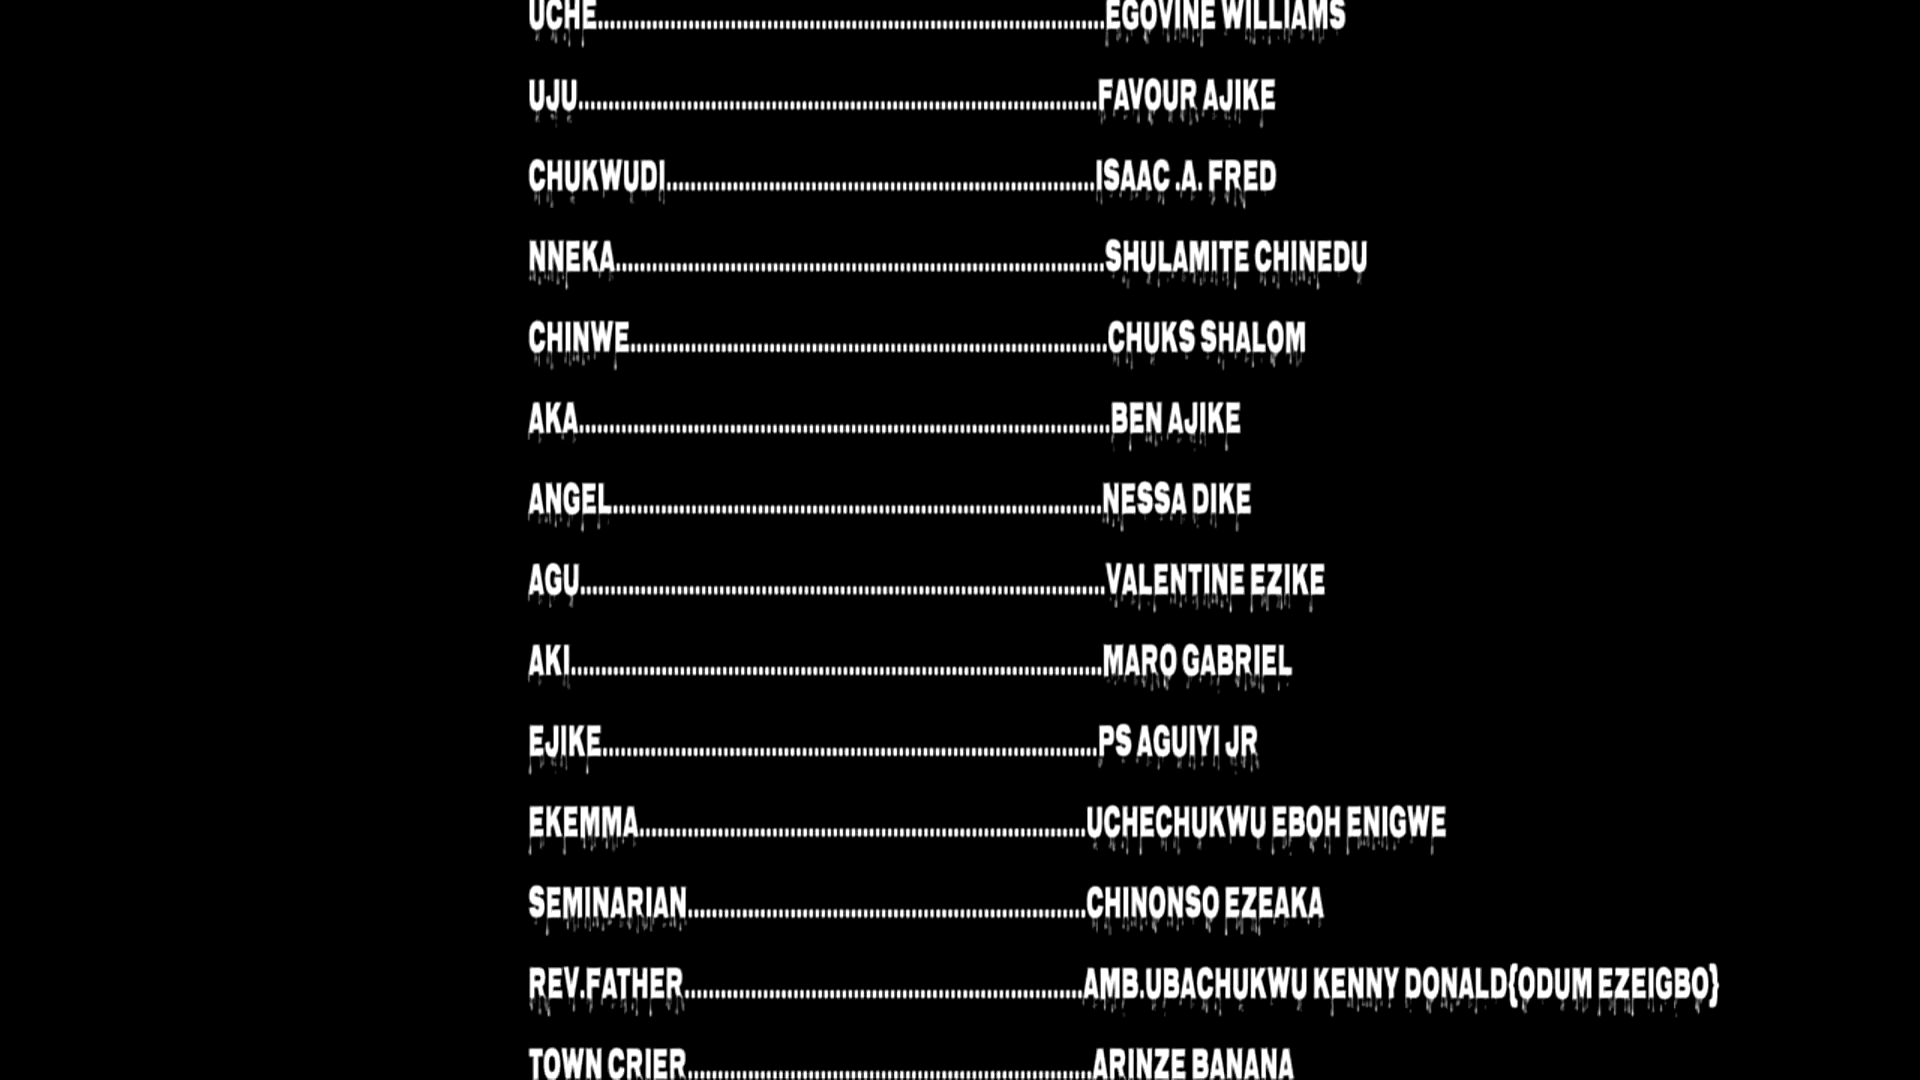 UCHE....................................................................................EGOVINE WILLIAMS
UJU......................................................................................FAVOUR AJIKE
CHUKWUDI.......................................................................ISAAC .A. FRED
NNEKA.................................................................................SHULAMITE CHINEDU
CHINWE...............................................................................CHUKS SHALOM
AKA........................................................................................BEN AJIKE
ANGEL.................................................................................NESSA DIKE
AGU.......................................................................................VALENTINE EZIKE
AKI........................................................................................MARO GABRIEL
EJIKE..................................................................................PS AGUIYI JR
EKEMMA..........................................................................UCHECHUKWU EBOH ENIGWE
SEMINARIAN..................................................................CHINONSO EZEAKA
REV.FATHER..................................................................AMB.UBACHUKWU KENNY DONALD{ODUM EZEIGBO}
TOWN CRIER...................................................................ARINZE BANANA